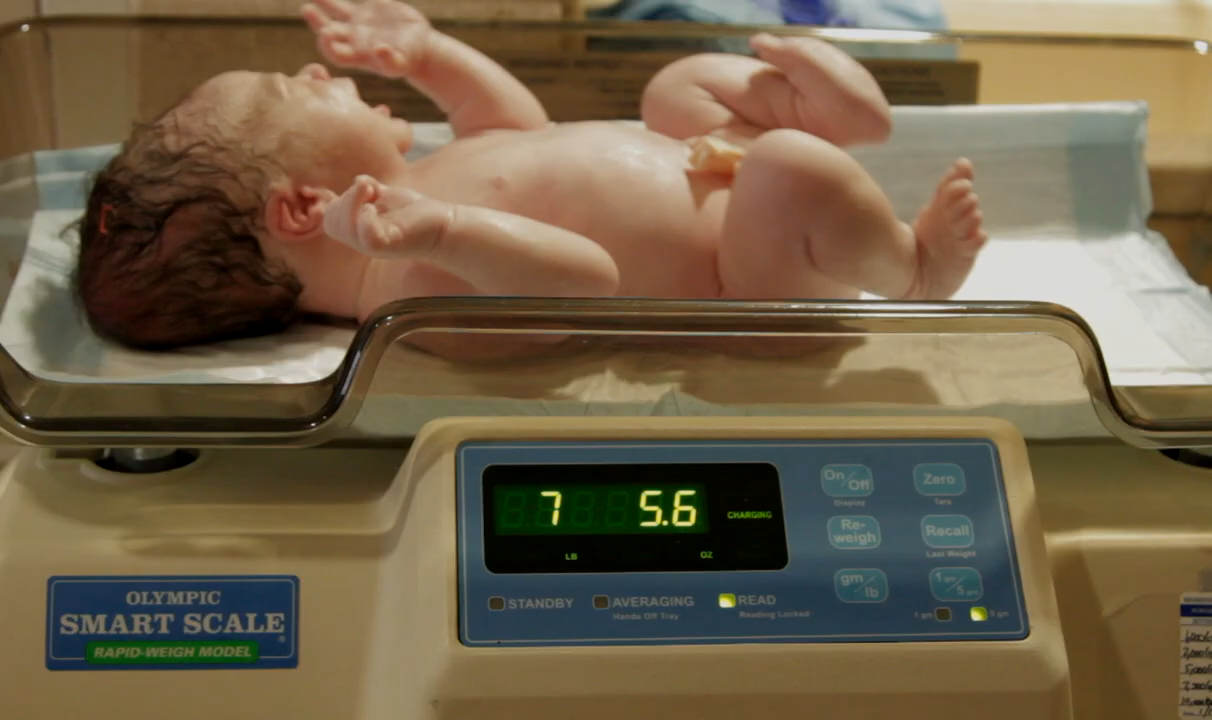 7 5.6
CHARGING
LB OZ
On/Off
Display
Zero
Tare
Re-weigh
Recall
Last Weight
gm/lb
1 gm/5 gm
1 gm
5 gm
STANDBY
AVERAGING
Hands Off Tray
READ
Reading Locked
OLYMPIC
SMART SCALE
RAPID-WEIGH MODEL